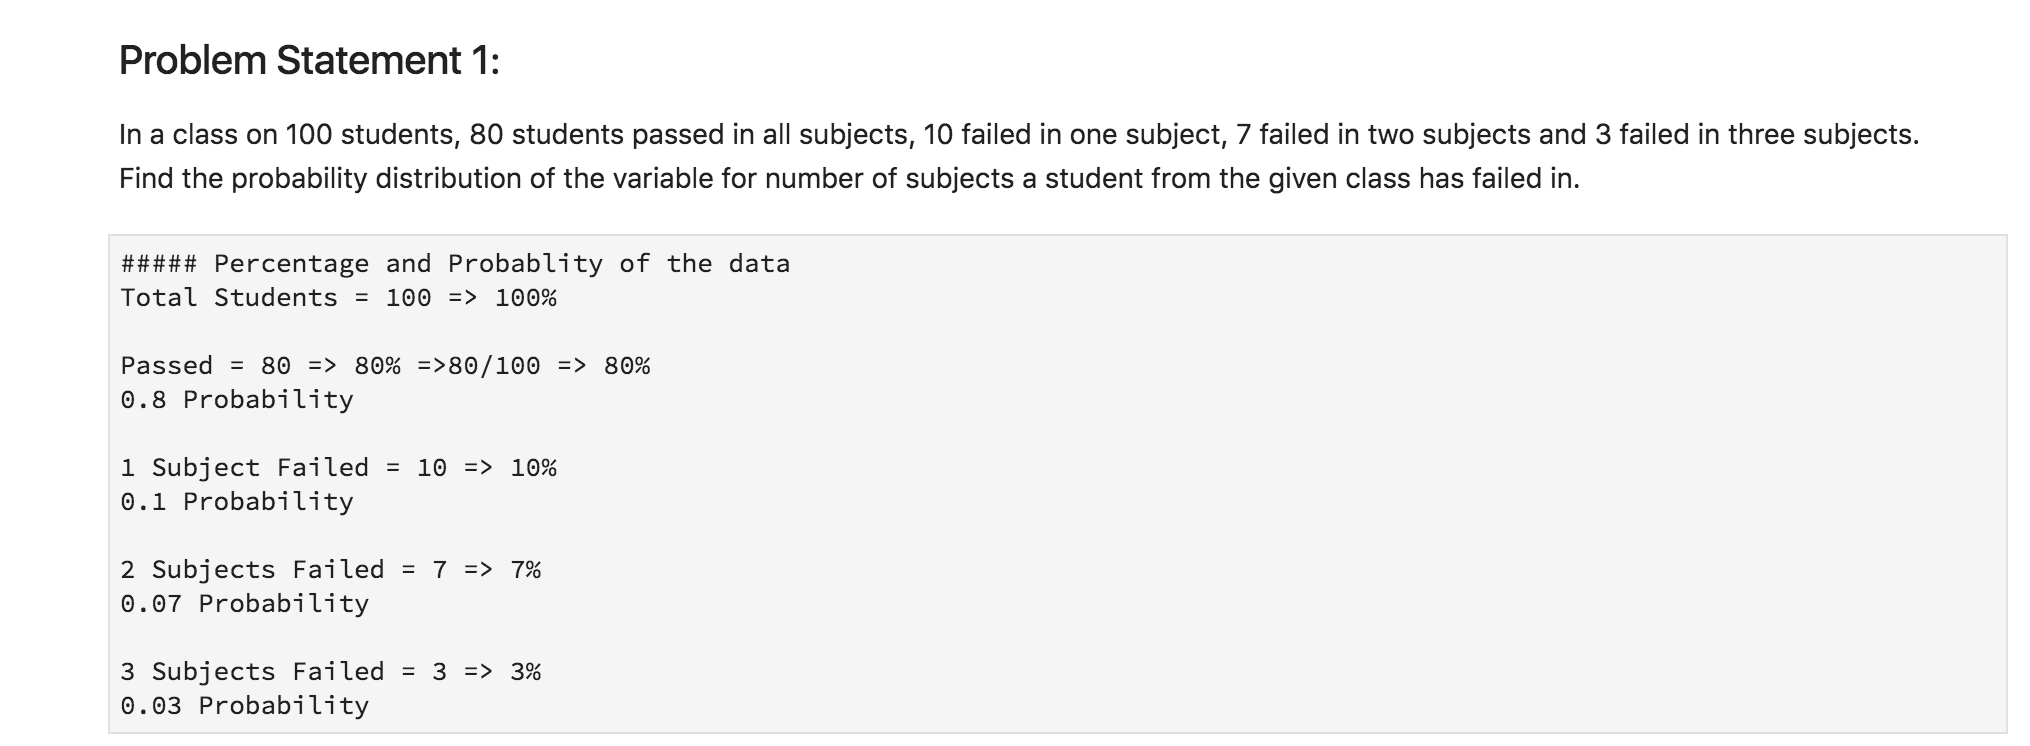 Problem Statement 1:
In a class on 100 students, 80 students passed in all subjects, 10 failed in one subject, 7 failed in two subjects and 3 failed in three subjects.
Find the probability distribution of the variable for number of subjects a student from the given class has failed in.
##### Percentage and Probablity of the data
Total Students = 100 => 100%
Passed = 80 => 80% =>80/100 => 80%
0.8 Probability
1 Subject Failed = 10 => 10%
0.1 Probability
2 Subjects Failed = 7 => 7%
0.07 Probability
3 Subjects Failed = 3 => 3%
0.03 Probability